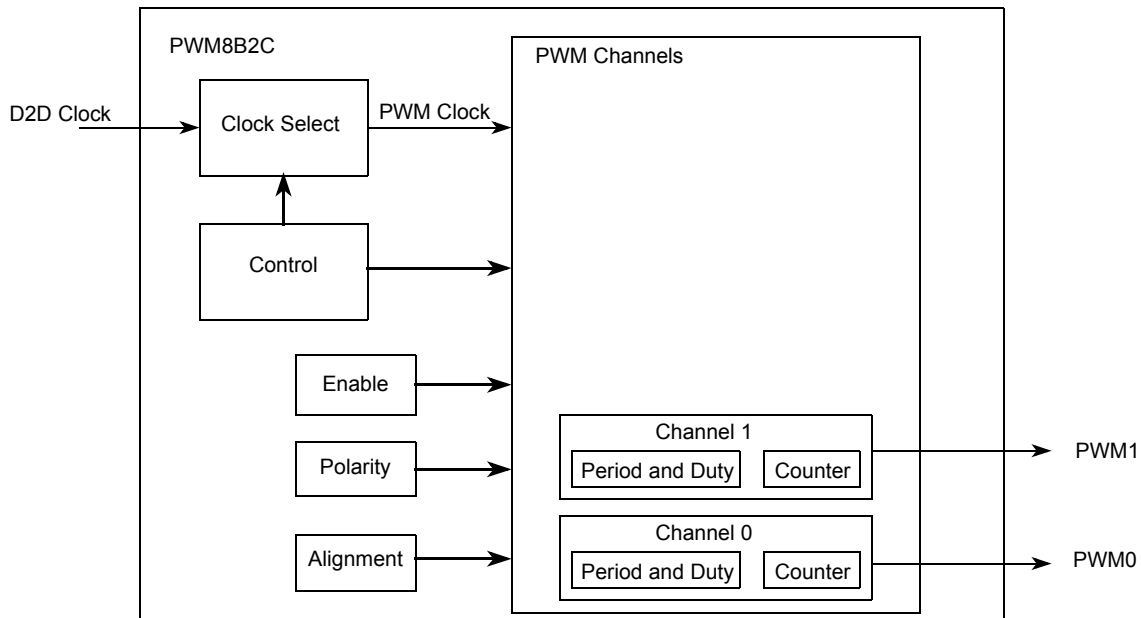 PWM8B2C
PWM Channels
D2D Clock
Clock Select
PWM Clock
Control
Enable
Polarity
Alignment
Channel 1
Period and Duty
Counter
PWM1
Channel 0
Period and Duty
Counter
PWM0